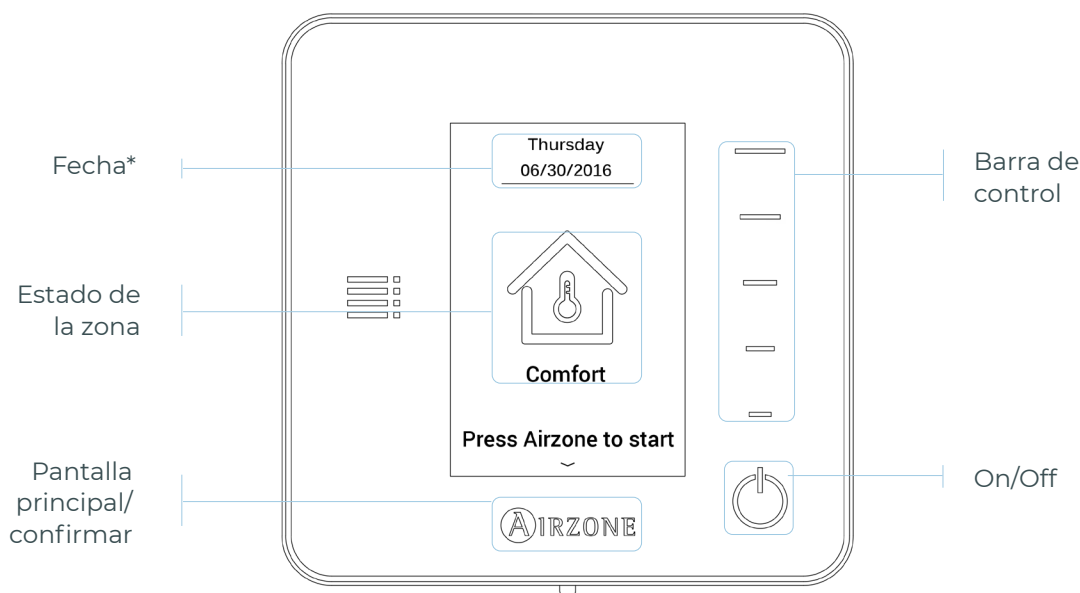 Fecha*
Thursday
06/30/2016
Barra de
control
Estado de
la zona
Comfort
Press Airzone to start
Pantalla
principal/
confirmar
AIRZONE
On/Off